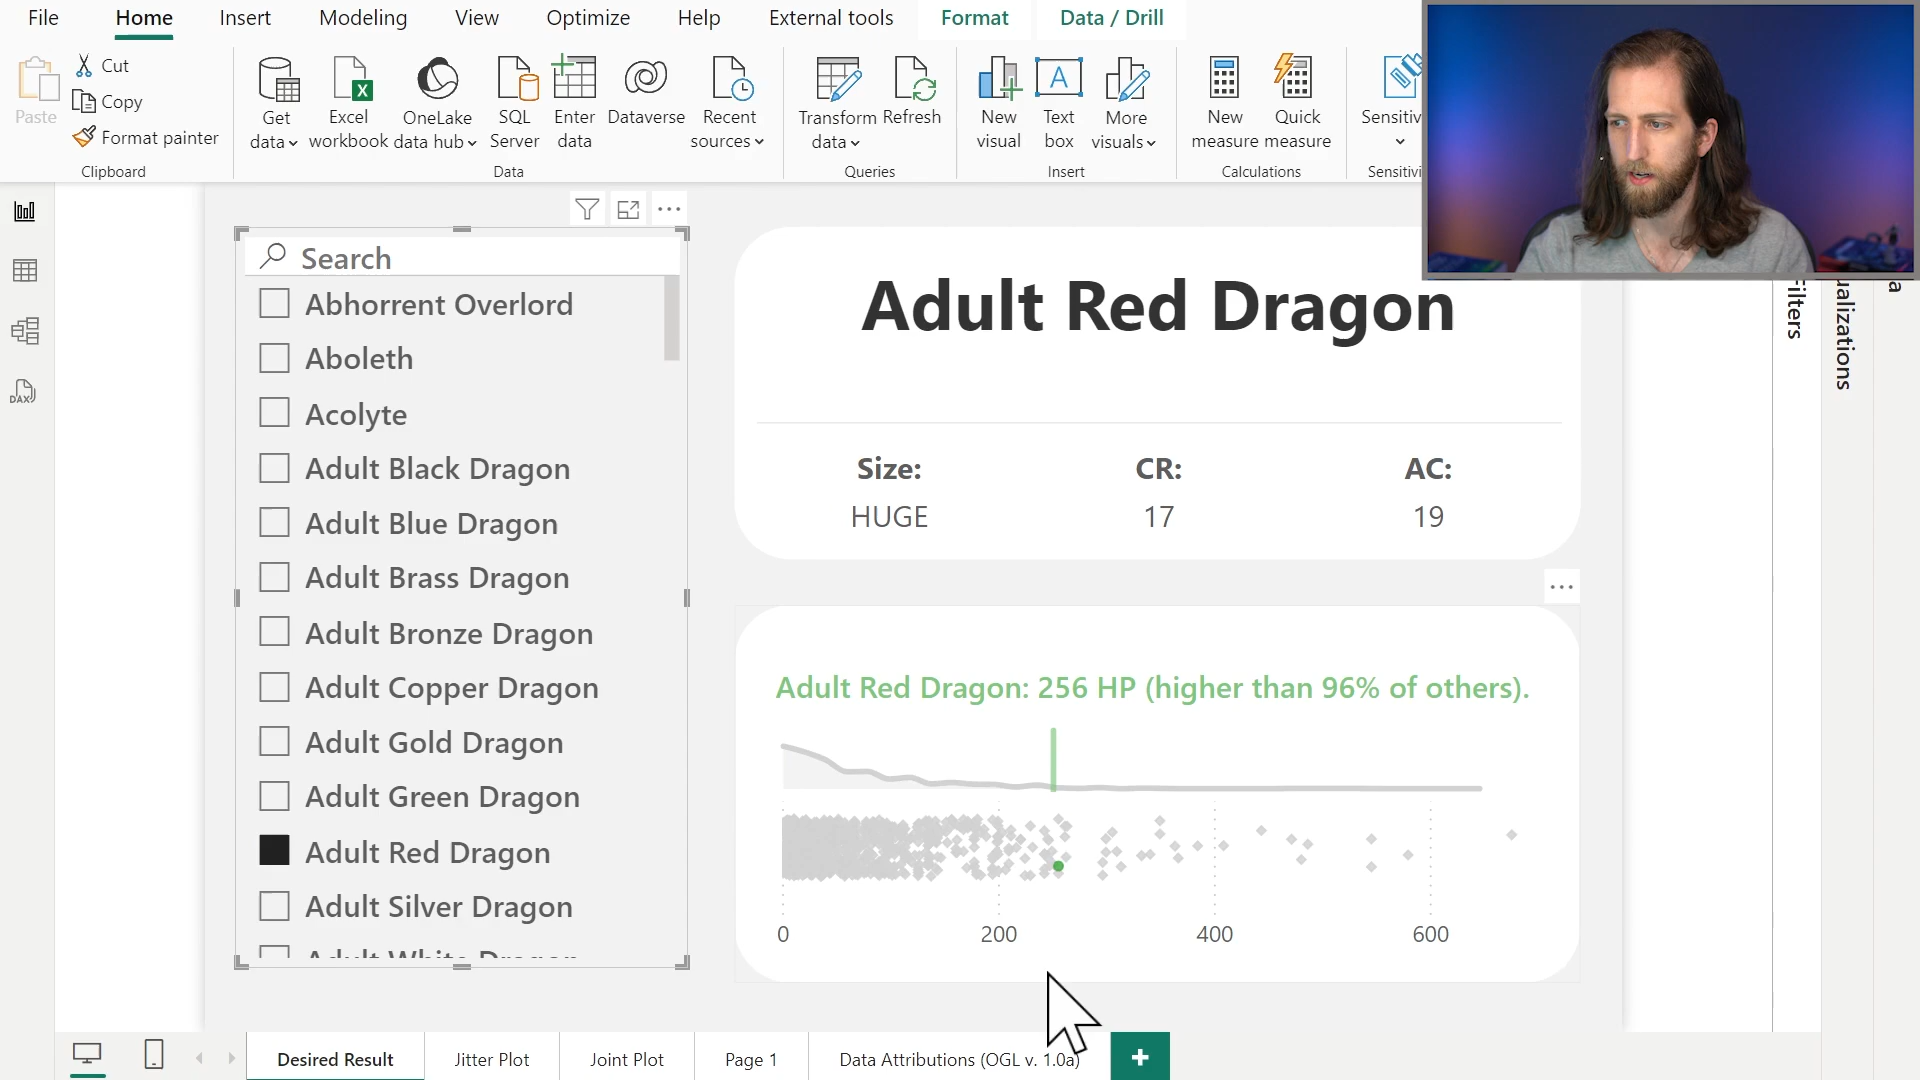 File Home Insert Modeling View Optimize Help External tools Format Data / Drill
Paste
Cut
Copy
Format painter
Clipboard
Get data
Excel workbook
OneLake data hub
SQL Server
Enter data
Dataverse
Recent sources
Data
Transform data
Refresh
Queries
New visual
Text box
More visuals
Insert
New measure
Quick measure
Calculations
Sensitiv
Sensitivi
DAX
Search
Abhorrent Overlord
Aboleth
Acolyte
Adult Black Dragon
Adult Blue Dragon
Adult Brass Dragon
Adult Bronze Dragon
Adult Copper Dragon
Adult Gold Dragon
Adult Green Dragon
Adult Red Dragon
Adult Silver Dragon
Adult White Dragon
Adult Red Dragon
Size: CR: AC:
HUGE 17 19
Adult Red Dragon: 256 HP (higher than 96% of others).
0 200 400 600
ilters
ualizations
a
Desired Result Jitter Plot Joint Plot Page 1 Data Attributions (OGL v. 1.0a)